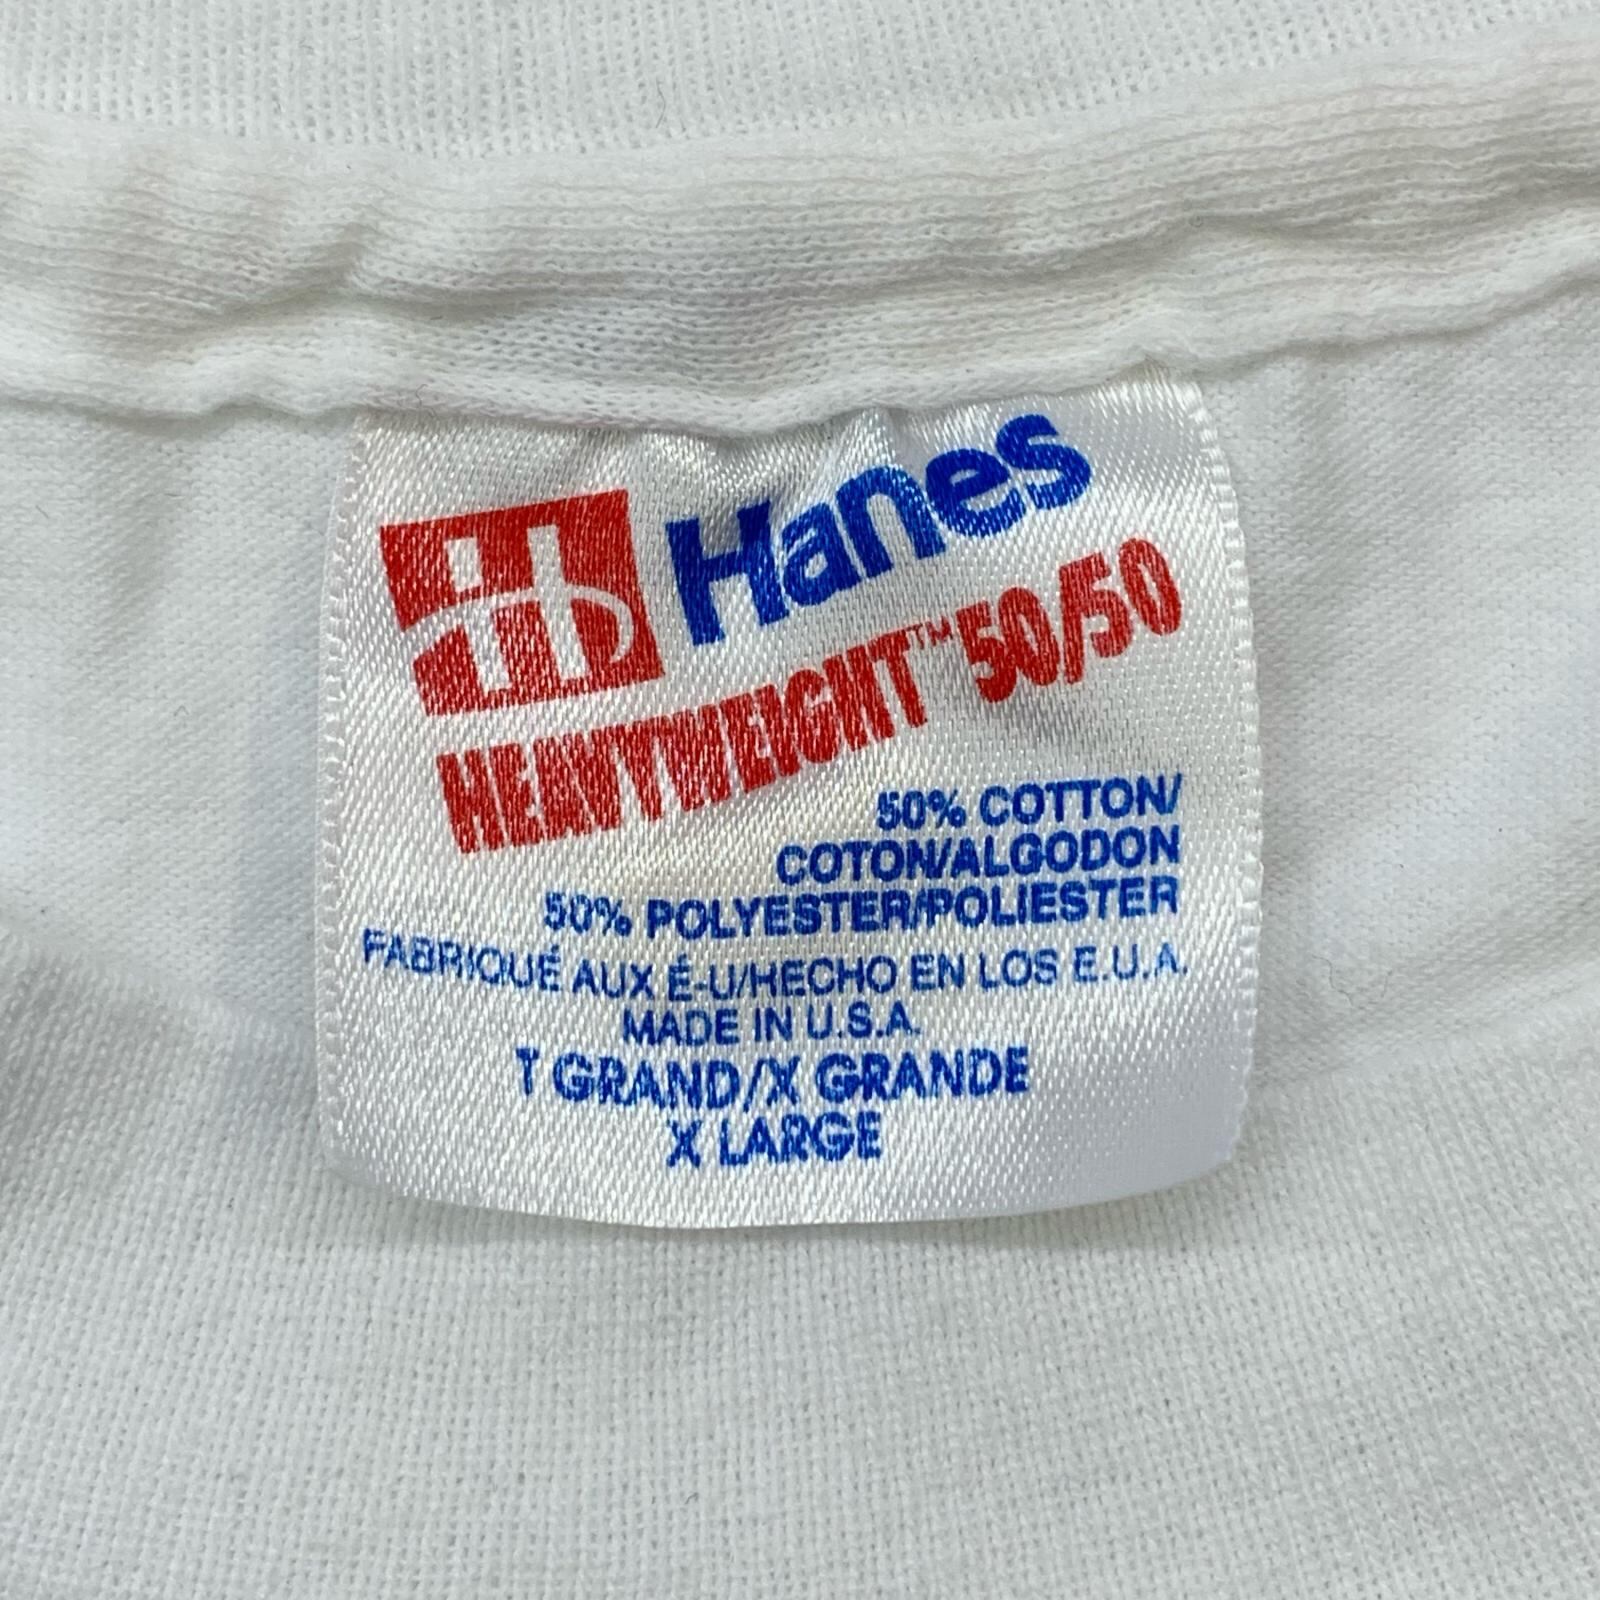 Hanes
HEAVYWEIGHT™ 50/50
50% COTTON/
COTON/ALGODON
50% POLYESTER/POLIESTER
FABRIQUÉ AUX É-U/HECHO EN LOS E.U.A.
MADE IN U.S.A.
T GRAND/X GRANDE
X LARGE